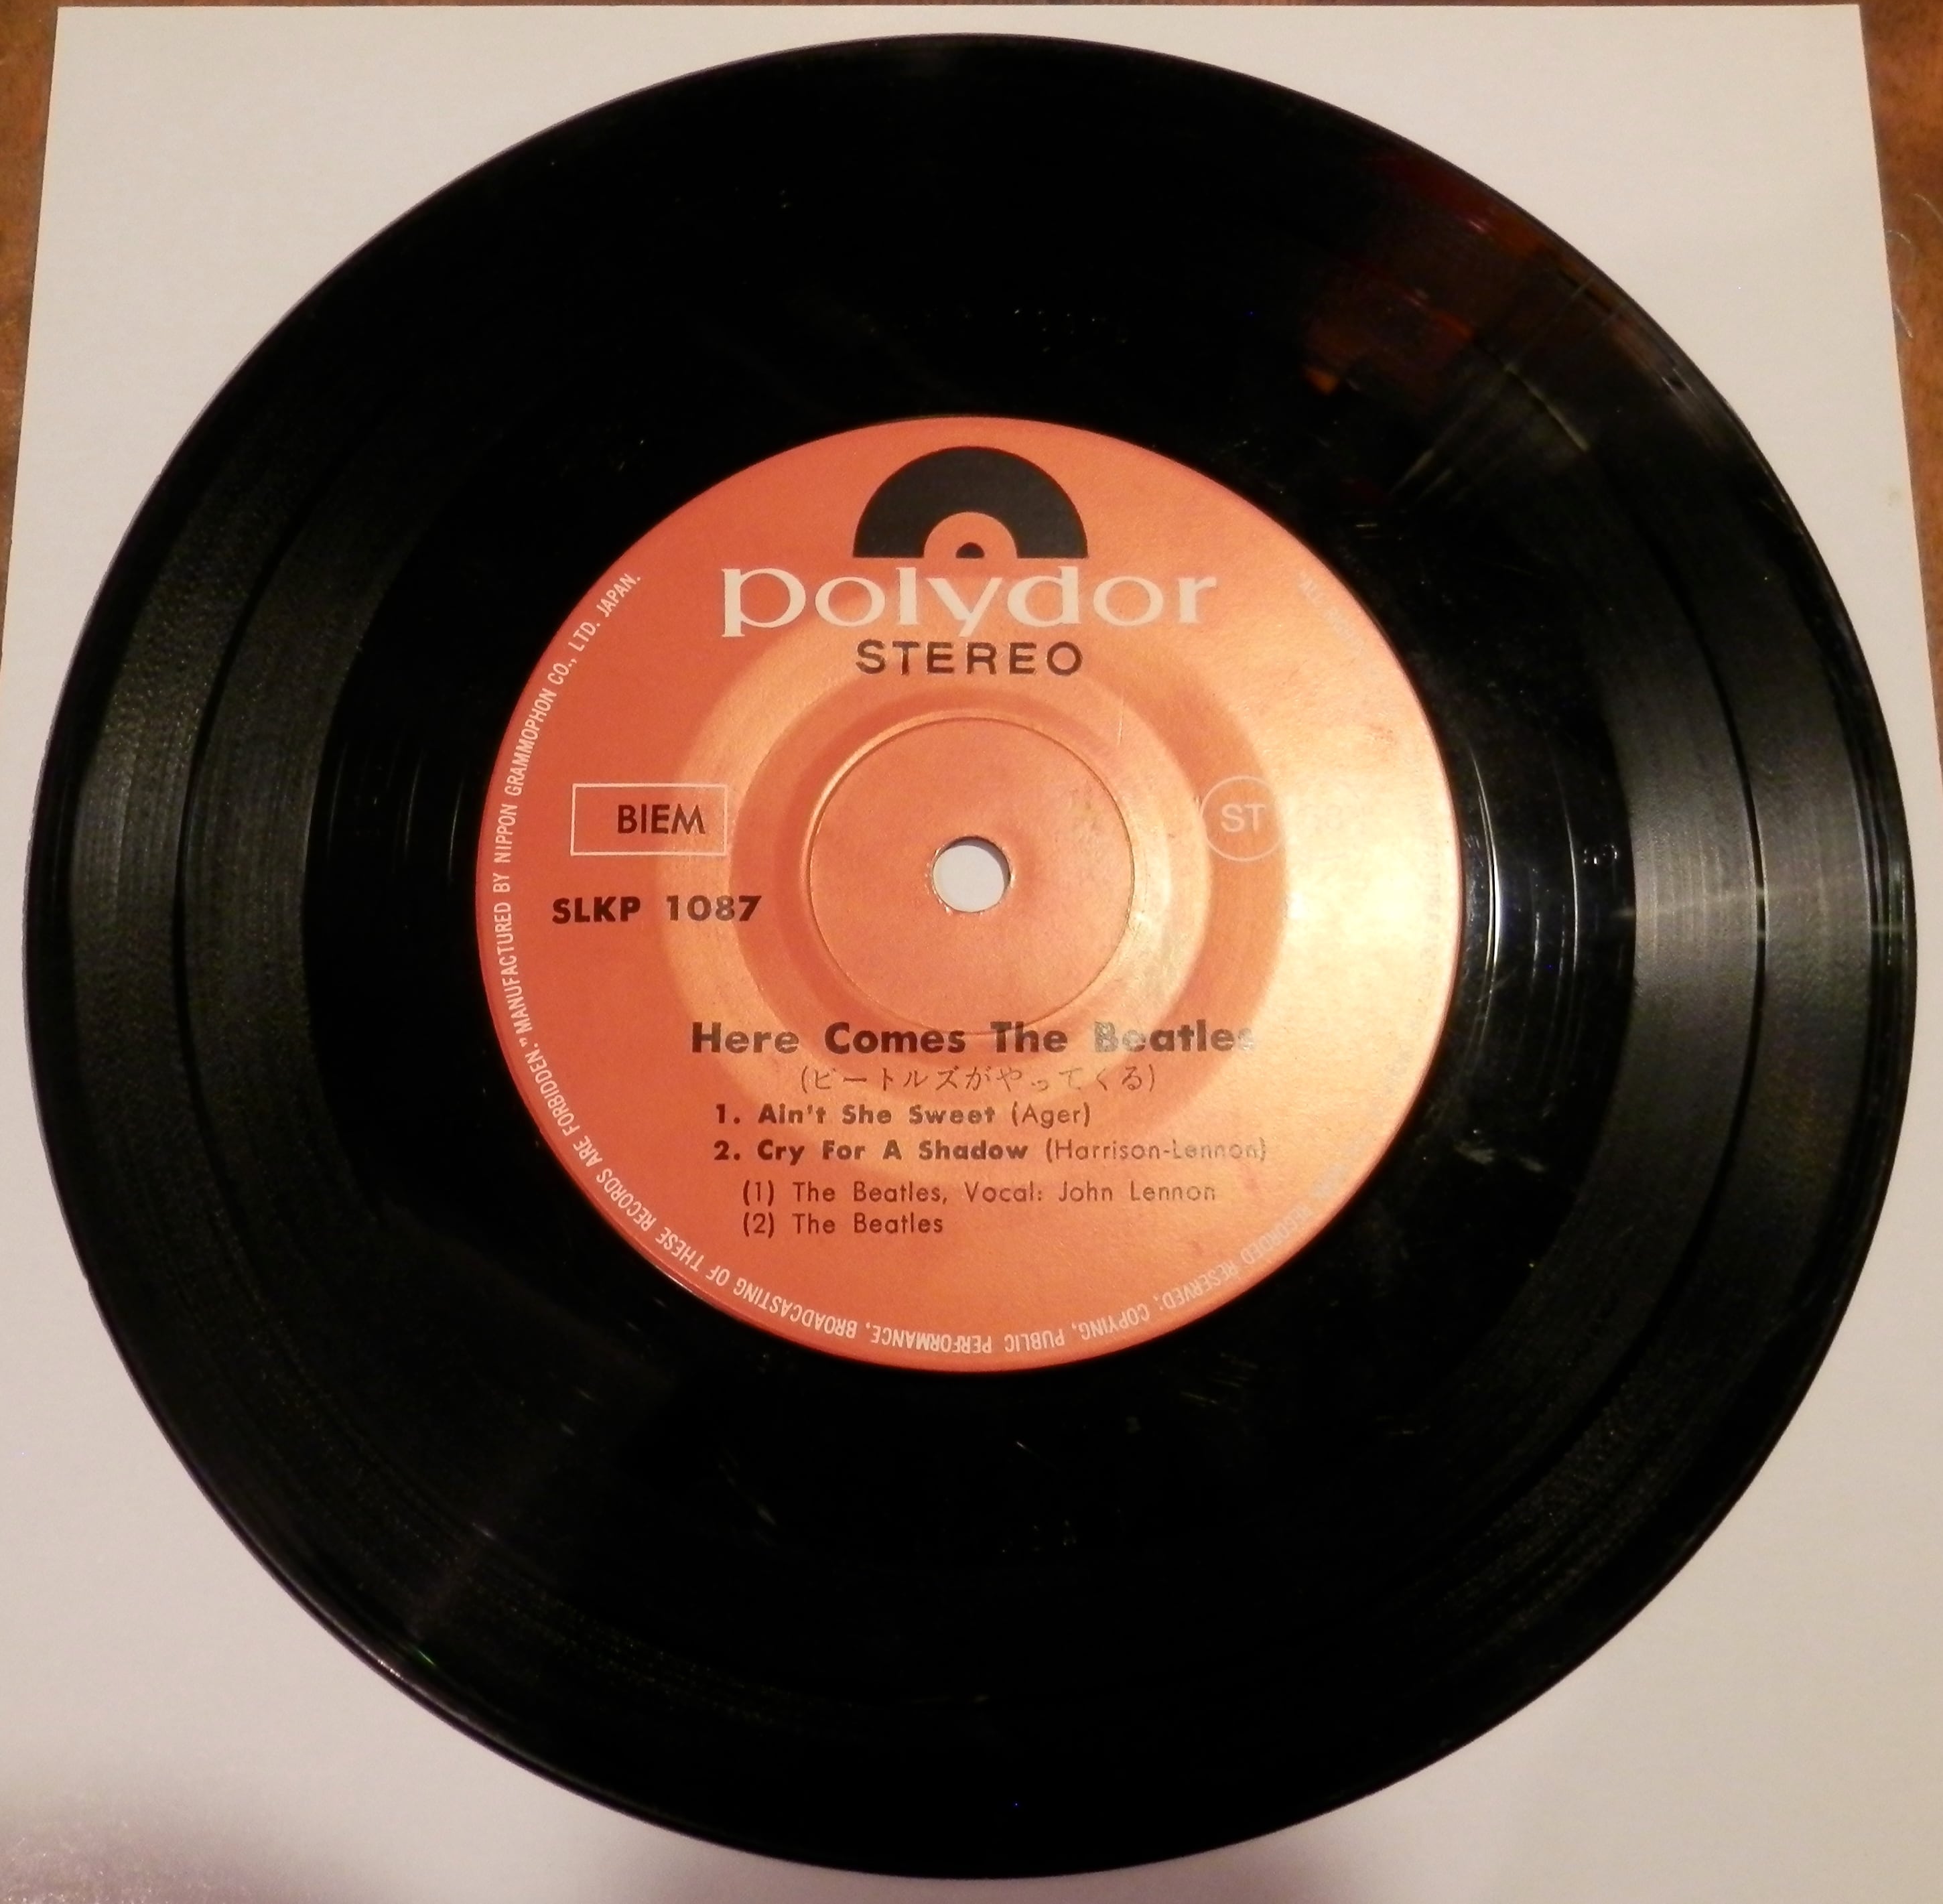 polydor
STEREO
BIEM
ST
SLKP 1087
Here Comes The Beatles
(ビートルズがやってくる)
1. Ain't She Sweet (Ager)
2. Cry For A Shadow (Harrison-Lennon)
(1) The Beatles, Vocal: John Lennon
(2) The Beatles
"ALL RECORDED RESERVED; COPYING, PUBLIC PERFORMANCE, BROADCASTING OF THESE RECORDS ARE FORBIDDEN." MANUFACTURED BY NIPPON GRAMMOPHON CO., LTD. JAPAN.